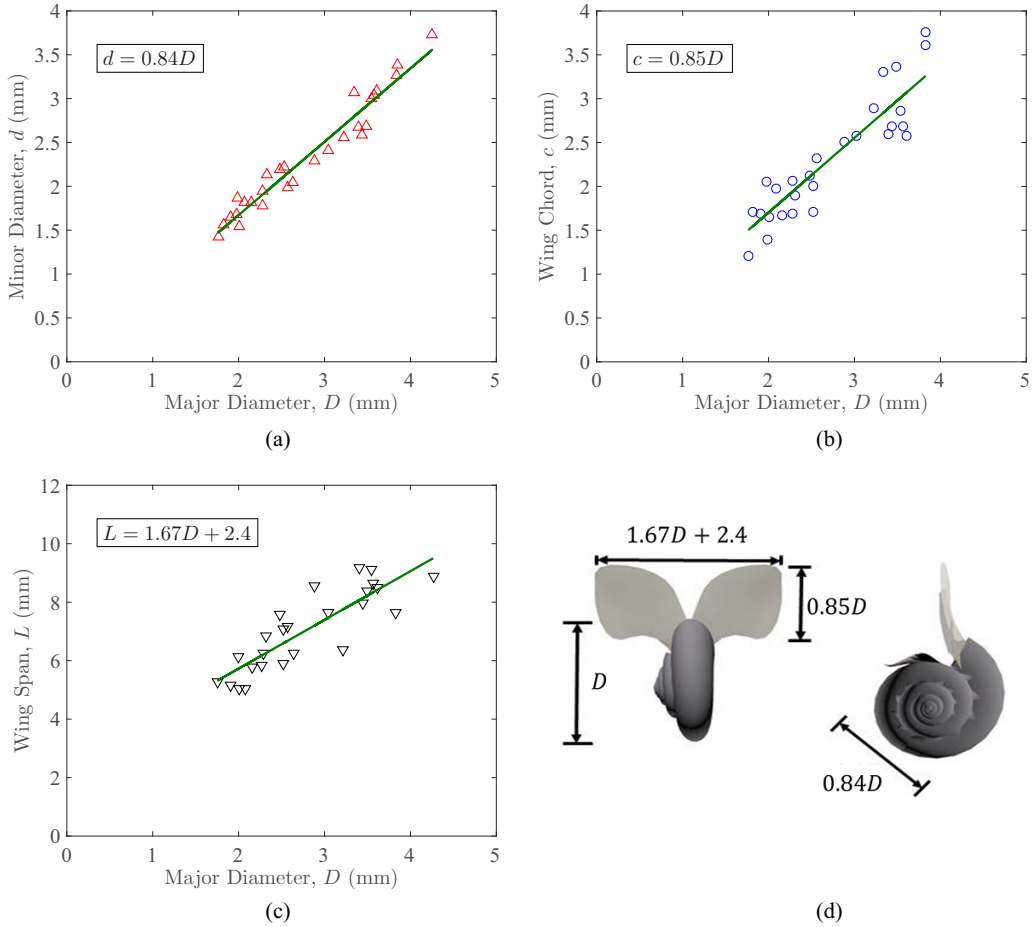 4
3.5
3
2.5
2
1.5
1
0.5
0
d = 0.84D
Minor Diameter, d (mm)
0 1 2 3 4 5
Major Diameter, D (mm)
(a)
4
3.5
3
2.5
2
1.5
1
0.5
0
c = 0.85D
Wing Chord, c (mm)
0 1 2 3 4 5
Major Diameter, D (mm)
(b)
12
10
8
6
4
2
0
L = 1.67D + 2.4
Wing Span, L (mm)
0 1 2 3 4 5
Major Diameter, D (mm)
(c)
1.67D + 2.4
0.85D
D
0.84D
(d)